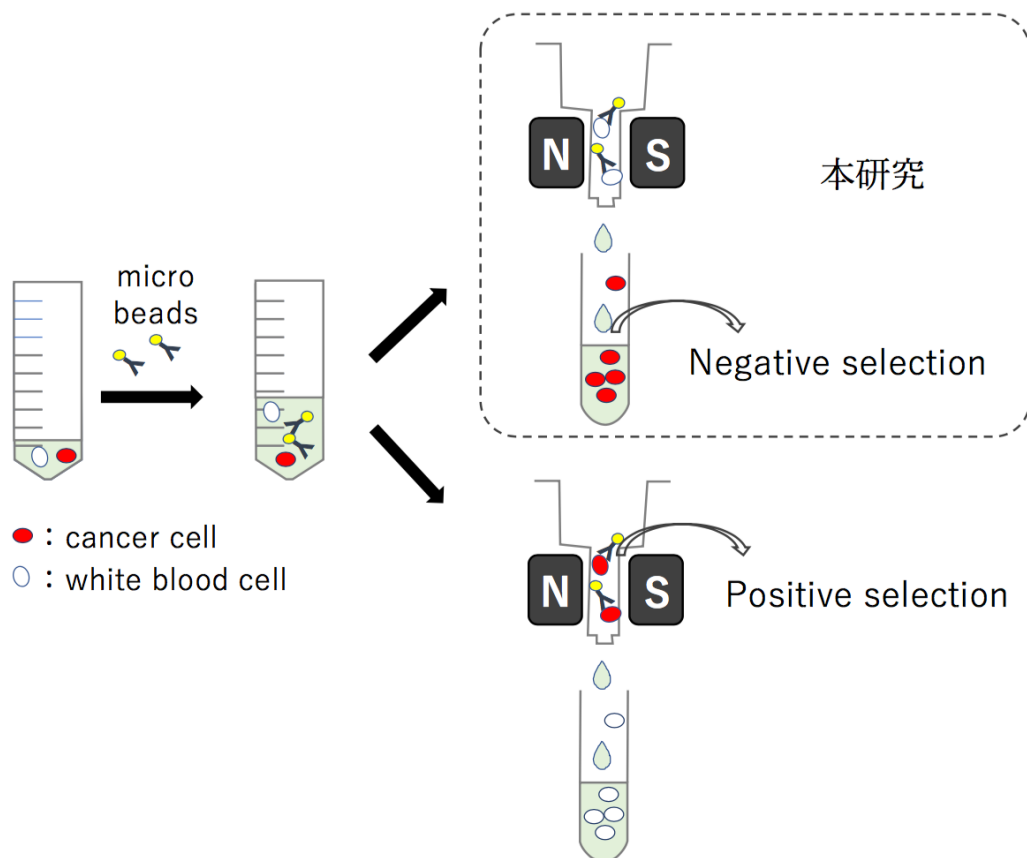 micro
beads
：cancer cell
：white blood cell
N
S
本研究
Negative selection
N
S
Positive selection